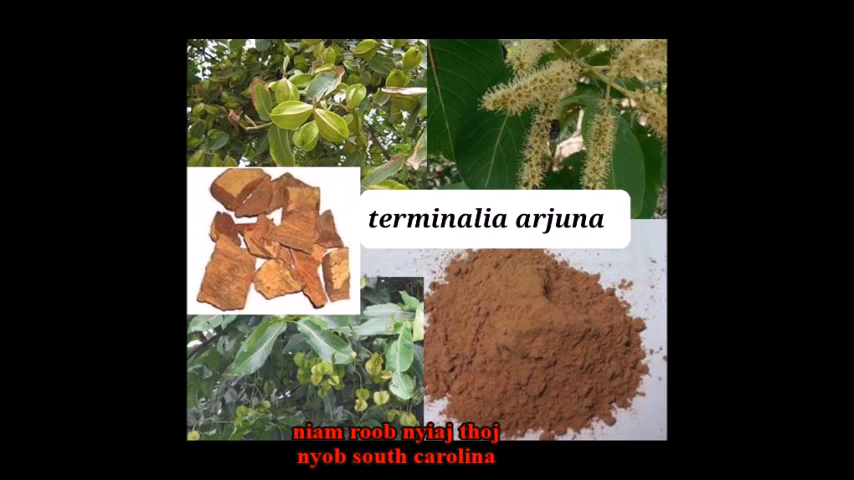 terminalia arjuna
niam roob nyiaj thoj
nyob south carolina